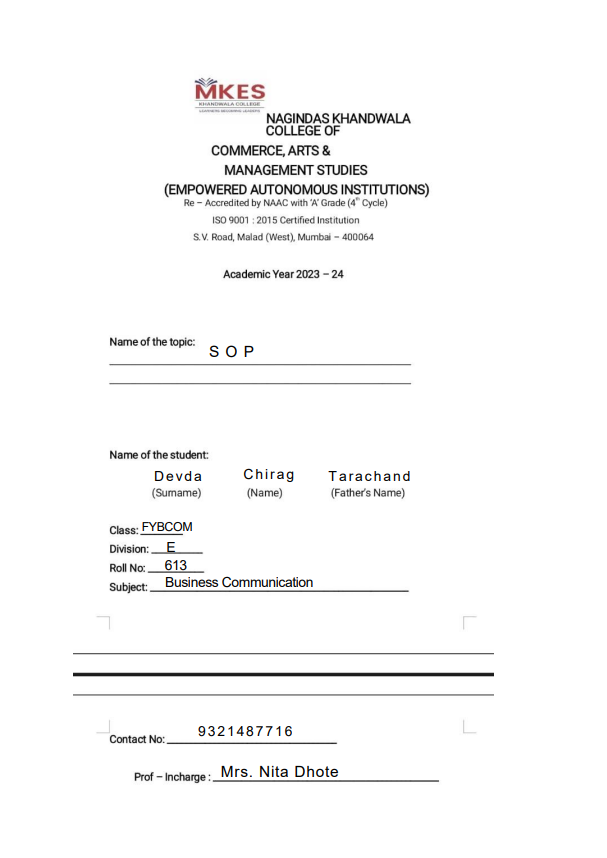 MKES
KHANDWALA COLLEGE
LEARNERS BECOMING LEADERS
NAGINDAS KHANDWALA
COLLEGE OF
COMMERCE, ARTS &
MANAGEMENT STUDIES
(EMPOWERED AUTONOMOUS INSTITUTIONS)
Re – Accredited by NAAC with ‘A’ Grade (4th Cycle)
ISO 9001 : 2015 Certified Institution
S.V. Road, Malad (West), Mumbai – 400064
Academic Year 2023 – 24
Name of the topic: SOP
Name of the student:
Devda Chirag Tarachand
(Surname) (Name) (Father's Name)
Class: FYBCOM
Division: E
Roll No: 613
Subject: Business Communication
Contact No: 9321487716
Prof – Incharge : Mrs. Nita Dhote